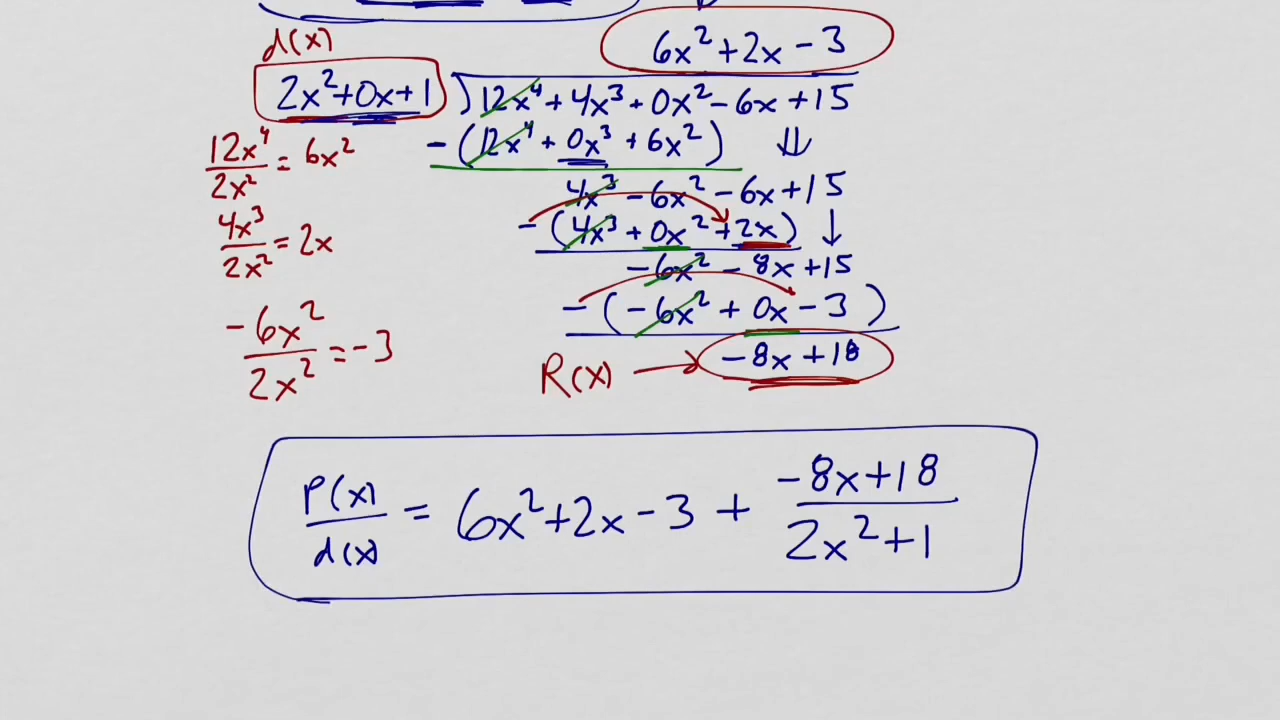 d(x)
6x²+2x-3
2x²+0x+1 )12x⁴+4x³+0x²-6x+15
-(12x⁴+0x³+6x²)
12x⁴/2x² = 6x²
4x³-6x²-6x+15
-(4x³+0x²+2x)
4x³/2x² = 2x
-6x²-8x+15
-(-6x²+0x-3)
-6x²/2x² = -3
R(x) → -8x+18
P(x)/d(x) = 6x²+2x-3 + -8x+18/2x²+1